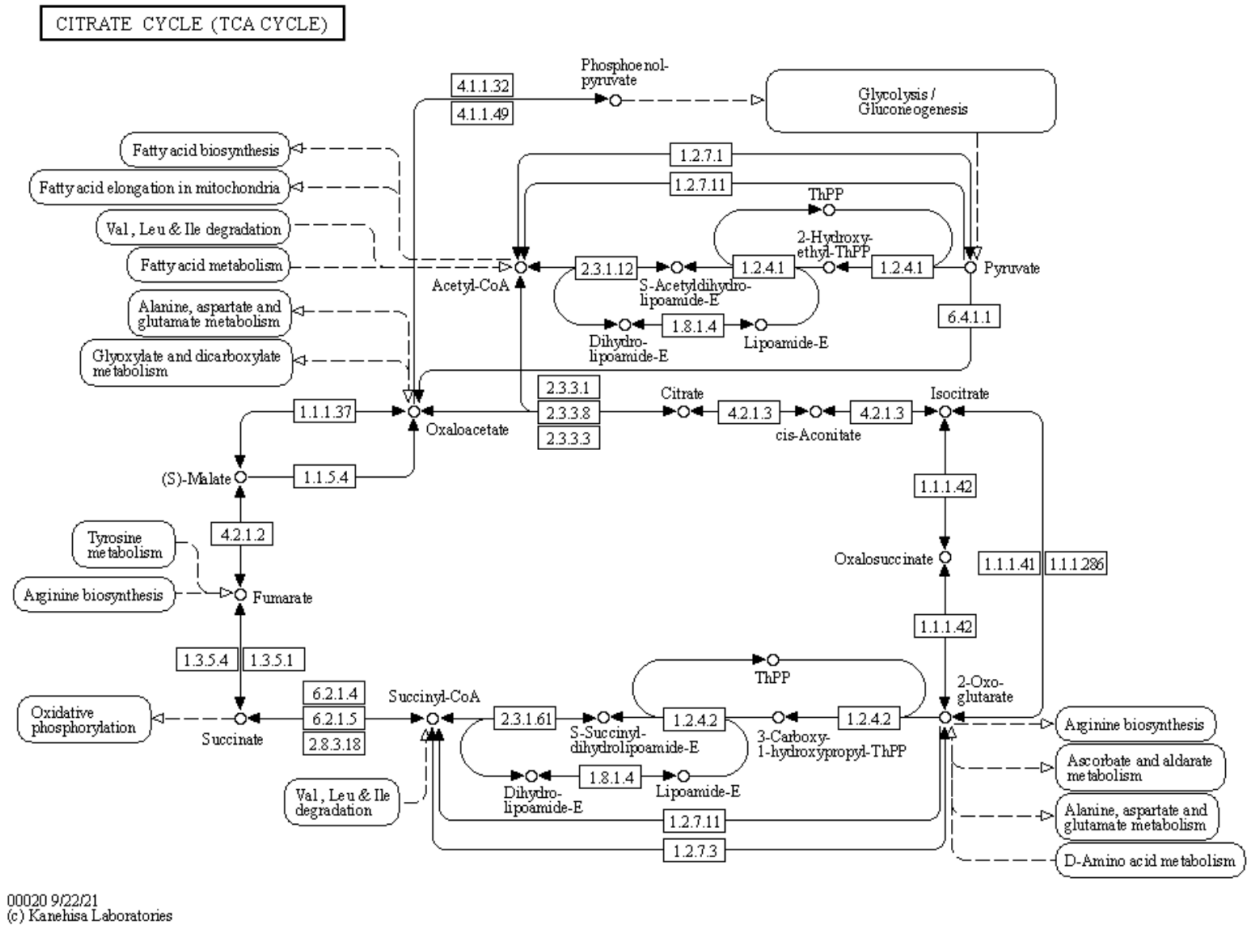 CITRATE CYCLE (TCA CYCLE)
Phosphoenol-
pyruvate
4.1.1.32
4.1.1.49
Glycolysis /
Gluconeogenesis
Fatty acid biosynthesis
Fatty acid elongation in mitochondria
Val, Leu & Ile degradation
Fatty acid metabolism
Alanine, aspartate and
glutamate metabolism
Glyoxylate and dicarboxylate
metabolism
1.2.7.1
1.2.7.11
ThPP
2-Hydroxy-
ethyl-ThPP
Acetyl-CoA
2.3.1.12
S-Acetyldihydro-
lipoamide-E
1.2.4.1
1.2.4.1
Pyruvate
Dihydro-
lipoamide-E
1.8.1.4
Lipoamide-E
6.4.1.1
1.1.1.37
Oxaloacetate
2.3.3.1
2.3.3.8
2.3.3.3
Citrate
4.2.1.3
cis-Aconitate
4.2.1.3
Isocitrate
(S)-Malate
1.1.5.4
1.1.1.42
4.2.1.2
Tyrosine
metabolism
Arginine biosynthesis
Fumarate
Oxalosuccinate
1.1.1.41
1.1.1.286
1.1.1.42
1.3.5.4
1.3.5.1
ThPP
2-Oxo-
glutarate
Oxidative
phosphorylation
Succinate
6.2.1.4
6.2.1.5
2.8.3.18
Succinyl-CoA
2.3.1.61
S-Succinyl-
dihydrolipoamide-E
1.2.4.2
3-Carboxy-
1-hydroxypropyl-ThPP
1.2.4.2
Arginine biosynthesis
Ascorbate and aldarate
metabolism
Alanine, aspartate and
glutamate metabolism
D-Amino acid metabolism
Val, Leu & Ile
degradation
Dihydro-
lipoamide-E
1.8.1.4
Lipoamide-E
1.2.7.11
1.2.7.3
00020 9/22/21
(c) Kanehisa Laboratories